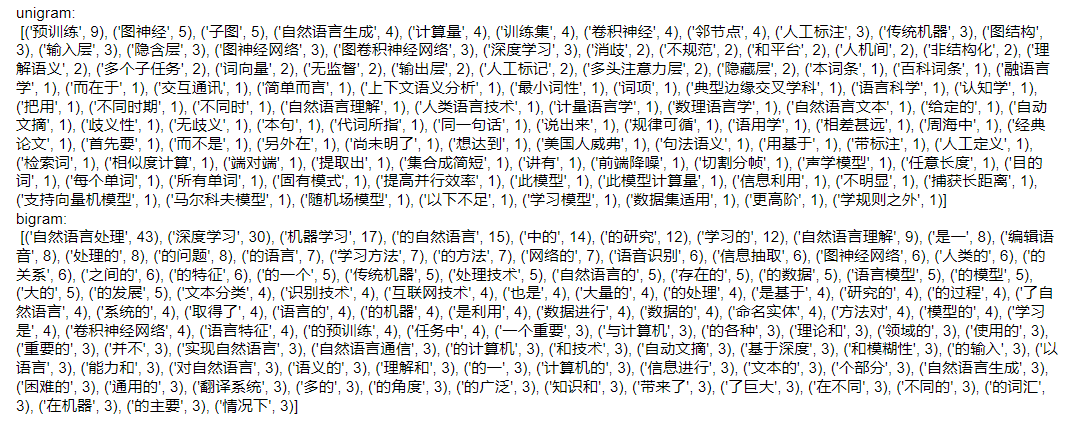 unigram:
[('预训练', 9), ('图神经', 5), ('子图', 5), ('自然语言生成', 4), ('计算量', 4), ('训练集', 4), ('卷积神经', 4), ('邻节点', 4), ('人工标注', 3), ('传统机器', 3), ('图结构',
3), ('输入层', 3), ('隐含层', 3), ('图神经网络', 3), ('图卷积神经网络', 3), ('深度学习', 3), ('消歧', 2), ('不规范', 2), ('和平台', 2), ('人机间', 2), ('非结构化', 2), ('理
解语义', 2), ('多个子任务', 2), ('词向量', 2), ('无监督', 2), ('输出层', 2), ('人工标记', 2), ('多头注意力层', 2), ('隐藏层', 2), ('本词条', 1), ('百科词条', 1), ('融语言
学', 1), ('而在于', 1), ('交互通讯', 1), ('简单而言', 1), ('上下文语义分析', 1), ('最小词性', 1), ('词项', 1), ('典型边缘交叉学科', 1), ('语言科学', 1), ('认知学', 1),
('把用', 1), ('不同时期', 1), ('不同时', 1), ('自然语言理解', 1), ('人类语言技术', 1), ('计量语言学', 1), ('数理语言学', 1), ('自然语言文本', 1), ('给定的', 1), ('自动
文摘', 1), ('歧义性', 1), ('无歧义', 1), ('本句', 1), ('代词所指', 1), ('同一句话', 1), ('说出来', 1), ('规律可循', 1), ('语用学', 1), ('相差甚远', 1), ('周海中', 1), ('经典
论文', 1), ('首先要', 1), ('而不是', 1), ('另外在', 1), ('尚未明了', 1), ('想达到', 1), ('美国人威弗', 1), ('句法语义', 1), ('用基于', 1), ('带标注', 1), ('人工定义', 1),
('检索词', 1), ('相似度计算', 1), ('端对端', 1), ('提取出', 1), ('集合成简短', 1), ('讲有', 1), ('前端降噪', 1), ('切割分帧', 1), ('声学模型', 1), ('任意长度', 1), ('目的
词', 1), ('每个单词', 1), ('所有单词', 1), ('固有模式', 1), ('提高并行效率', 1), ('此模型', 1), ('此模型计算量', 1), ('信息利用', 1), ('不明显', 1), ('捕获长距离', 1),
('支持向量机模型', 1), ('马尔科夫模型', 1), ('随机场模型', 1), ('以下不足', 1), ('学习模型', 1), ('数据集适用', 1), ('更高阶', 1), ('学规则之外', 1)]
bigram:
[('自然语言处理', 43), ('深度学习', 30), ('机器学习', 17), ('的自然语言', 15), ('中的', 14), ('的研究', 12), ('学习的', 12), ('自然语言理解', 9), ('是一', 8), ('编辑语
音', 8), ('处理的', 8), ('的问题', 8), ('的语言', 7), ('学习方法', 7), ('的方法', 7), ('网络的', 7), ('语音识别', 6), ('信息抽取', 6), ('图神经网络', 6), ('人类的', 6), ('的
关系', 6), ('之间的', 6), ('的特征', 6), ('的一个', 5), ('传统机器', 5), ('处理技术', 5), ('自然语言的', 5), ('存在的', 5), ('的数据', 5), ('语言模型', 5), ('的模型', 5),
('大的', 5), ('的发展', 5), ('文本分类', 4), ('识别技术', 4), ('互联网技术', 4), ('也是', 4), ('大量的', 4), ('的处理', 4), ('是基于', 4), ('研究的', 4), ('的过程', 4), ('了自
然语言', 4), ('系统的', 4), ('取得了', 4), ('语言的', 4), ('的机器', 4), ('是利用', 4), ('数据进行', 4), ('数据的', 4), ('命名实体', 4), ('方法对', 4), ('模型的', 4), ('学习
是', 4), ('卷积神经网络', 4), ('语言特征', 4), ('的预训练', 4), ('任务中', 4), ('一个重要', 3), ('与计算机', 3), ('的各种', 3), ('理论和', 3), ('领域的', 3), ('使用的', 3),
('重要的', 3), ('并不', 3), ('实现自然语言', 3), ('自然语言通信', 3), ('的计算机', 3), ('和技术', 3), ('自动文摘', 3), ('基于深度', 3), ('和模糊性', 3), ('的输入', 3), ('以
语言', 3), ('能力和', 3), ('对自然语言', 3), ('语义的', 3), ('理解和', 3), ('的一', 3), ('计算机的', 3), ('信息进行', 3), ('文本的', 3), ('个部分', 3), ('自然语言生成', 3),
('困难的', 3), ('通用的', 3), ('翻译系统', 3), ('多的', 3), ('的角度', 3), ('的广泛', 3), ('知识和', 3), ('带来了', 3), ('了巨大', 3), ('在不同', 3), ('不同的', 3), ('的词汇',
3), ('在机器', 3), ('的主要', 3), ('情况下', 3)]